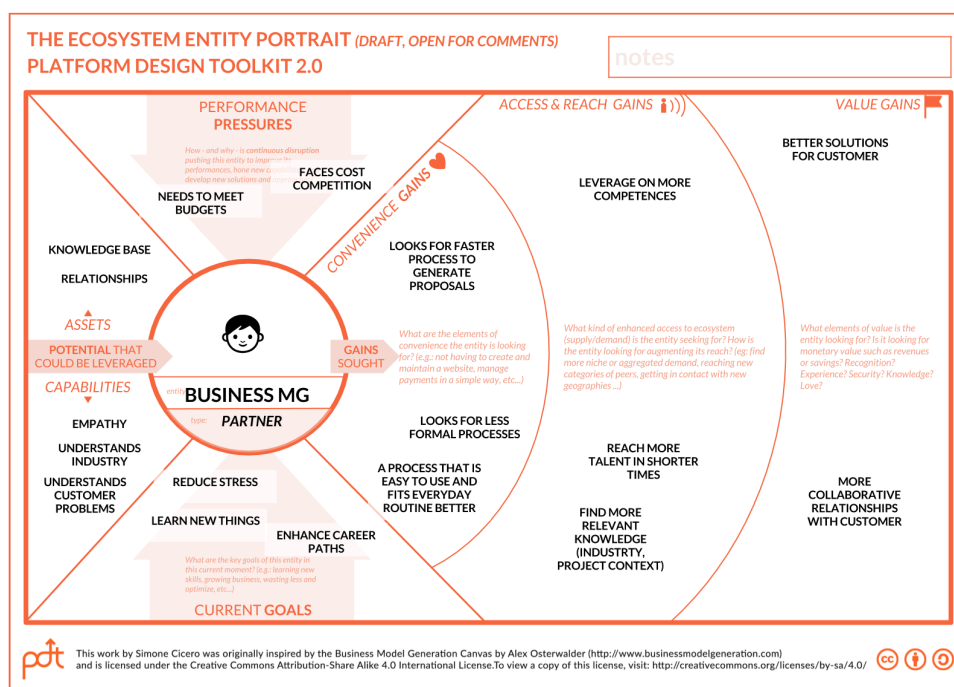 THE ECOSYSTEM ENTITY PORTRAIT (DRAFT, OPEN FOR COMMENTS)
PLATFORM DESIGN TOOLKIT 2.0
notes
PERFORMANCE
PRESSURES
How - and why - is continuous disruption
pushing this entity to improve its
performances, hone new
develop new solutions and
FACES COST
COMPETITION
NEEDS TO MEET
BUDGETS
KNOWLEDGE BASE
RELATIONSHIPS
ASSETS
POTENTIAL THAT
COULD BE LEVERAGED
CAPABILITIES
EMPATHY
UNDERSTANDS
INDUSTRY
UNDERSTANDS
CUSTOMER
PROBLEMS
entity
BUSINESS MG
type:
PARTNER
GAINS
SOUGHT
REDUCE STRESS
LEARN NEW THINGS
ENHANCE CAREER
PATHS
What are the key goals of this entity in
this current moment? (e.g.: learning new
skills, growing business, wasting less and
optimize, etc...)
CURRENT GOALS
CONVENIENCE GAINS
LOOKS FOR FASTER
PROCESS TO
GENERATE
PROPOSALS
What are the elements of
convenience the entity is looking
for? (e.g.: not having to create and
maintain a website, manage
payments in a simple way, etc...)
LOOKS FOR LESS
FORMAL PROCESSES
A PROCESS THAT IS
EASY TO USE AND
FITS EVERYDAY
ROUTINE BETTER
ACCESS & REACH GAINS
LEVERAGE ON MORE
COMPETENCES
What kind of enhanced access to ecosystem
(supply/demand) is the entity seeking for? How is
the entity looking for augmenting its reach? (eg: find
more niche or aggregated demand, reaching new
categories of peers, getting in contact with new
geographies ...)
REACH MORE
TALENT IN SHORTER
TIMES
FIND MORE
RELEVANT
KNOWLEDGE
(INDUSTRTY,
PROJECT CONTEXT)
VALUE GAINS
BETTER SOLUTIONS
FOR CUSTOMER
What elements of value is the
entity looking for? Is it looking for
monetary value such as revenues
or savings? Recognition?
Experience? Security? Knowledge?
Love?
MORE
COLLABORATIVE
RELATIONSHIPS
WITH CUSTOMER
pdt
This work by Simone Cicero was originally inspired by the Business Model Generation Canvas by Alex Osterwalder (http://www.businessmodelgeneration.com)
and is licensed under the Creative Commons Attribution-Share Alike 4.0 International License.To view a copy of this license, visit: http://creativecommons.org/licenses/by-sa/4.0/
cc